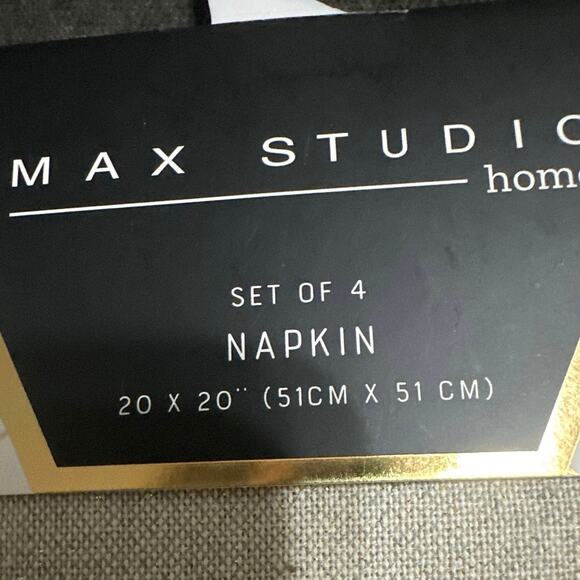 MAX STUDIO
home
SET OF 4
NAPKIN
20 X 20¨ (51CM X 51 CM)